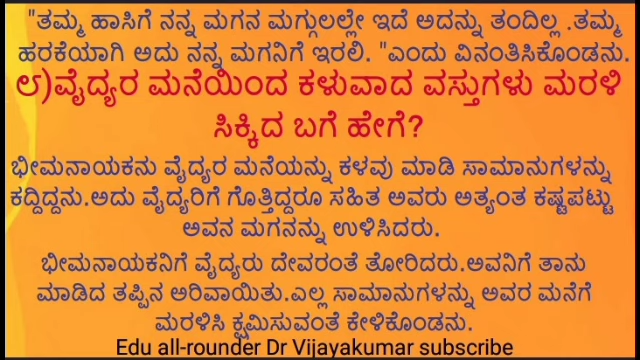 "ತಮ್ಮ ಹಾಸಿಗೆ ನನ್ನ ಮಗನ ಮಗ್ಗುಲಲ್ಲೇ ಇದೆ ಅದನ್ನು ತಂದಿಲ್ಲ .ತಮ್ಮ
ಹರಕೆಯಾಗಿ ಅದು ನನ್ನ ಮಗನಿಗೆ ಇರಲಿ. "ಎಂದು ವಿನಂತಿಸಿಕೊಂಡನು.
೮)ವೈದ್ಯರ ಮನೆಯಿಂದ ಕಳುವಾದ ವಸ್ತುಗಳು ಮರಳಿ
ಸಿಕ್ಕಿದ ಬಗೆ ಹೇಗೆ?
ಭೀಮನಾಯಕನು ವೈದ್ಯರ ಮನೆಯನ್ನು ಕಳವು ಮಾಡಿ ಸಾಮಾನುಗಳನ್ನು
ಕದ್ದಿದ್ದನು.ಅದು ವೈದ್ಯರಿಗೆ ಗೊತ್ತಿದ್ದರೂ ಸಹಿತ ಅವರು ಅತ್ಯಂತ ಕಷ್ಟಪಟ್ಟು
ಅವನ ಮಗನನ್ನು ಉಳಿಸಿದರು.
ಭೀಮನಾಯಕನಿಗೆ ವೈದ್ಯರು ದೇವರಂತೆ ತೋರಿದರು.ಅವನಿಗೆ ತಾನು
ಮಾಡಿದ ತಪ್ಪಿನ ಅರಿವಾಯಿತು.ಎಲ್ಲ ಸಾಮಾನುಗಳನ್ನು ಅವರ ಮನೆಗೆ
ಮರಳಿಸಿ ಕ್ಷಮಿಸುವಂತೆ ಕೇಳಿಕೊಂಡನು.
Edu all-rounder Dr Vijayakumar subscribe